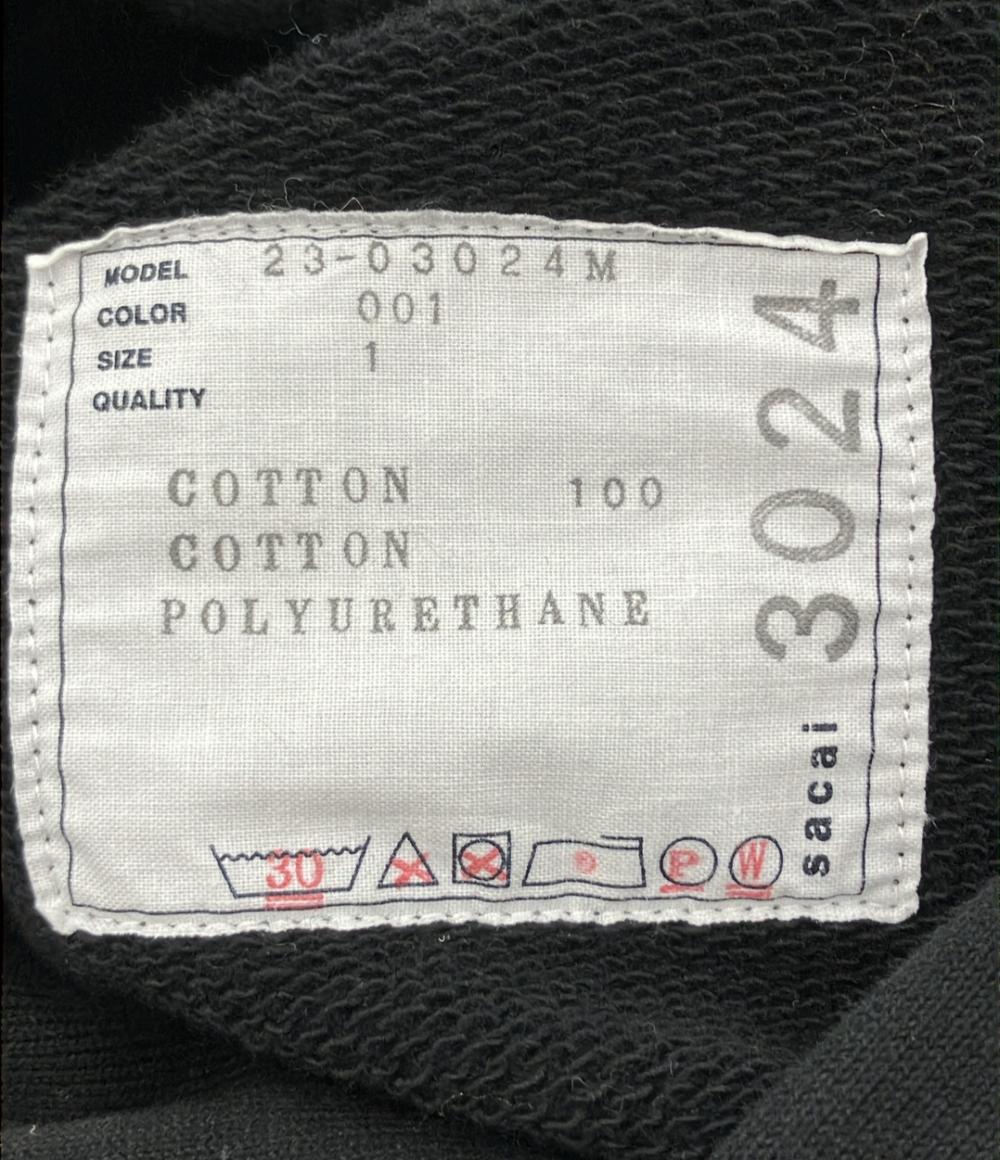 MODEL 23-03024M
COLOR 001
SIZE 1
QUALITY
COTTON 100
COTTON
POLYURETHANE
30 P W
sacai 3024